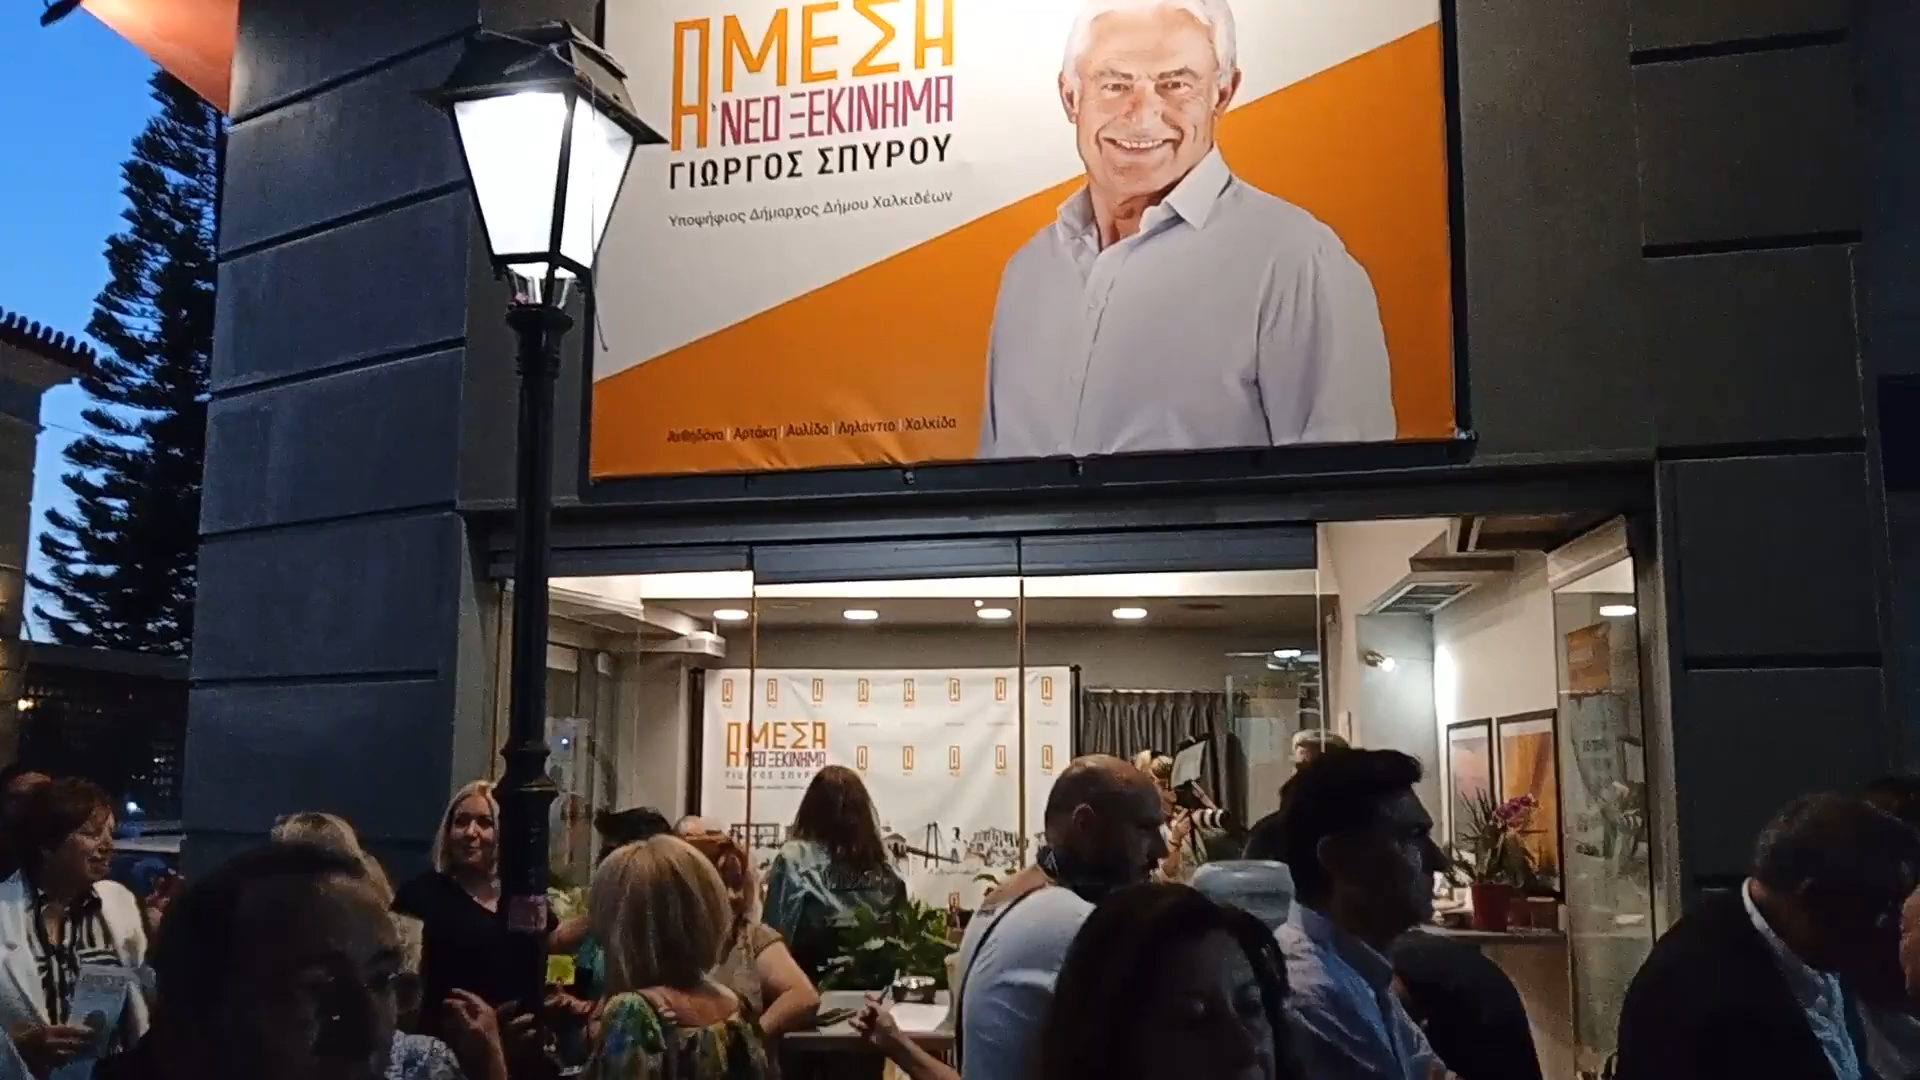 ΑΜΕΣΑ
'ΝΕΟ ΞΕΚΙΝΗΜΑ
ΓΙΩΡΓΟΣ ΣΠΥΡΟΥ
Υποψήφιος Δήμαρχος Δήμου Χαλκιδέων
Ανθηδόνα | Αρτάκη | Αυλίδα | Ληλάντιο | Χαλκίδα
ΑΜΕΣΑ
ΝΕΟ ΞΕΚΙΝΗΜΑ
ΓΙΩΡΓΟΣ ΣΠΥΡΟΥ